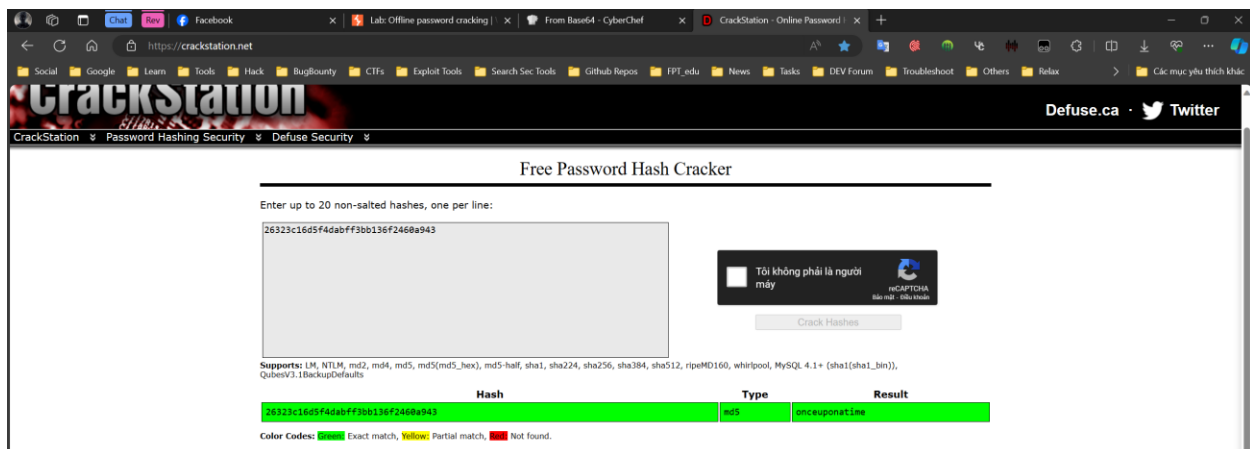 Chat Rev Facebook Lab: Offline password cracking | From Base64 - CyberChef CrackStation - Online Password
https://crackstation.net
Social Google Learn Tools Hack BugBounty CTFs Exploit Tools Search Sec Tools Github Repos FPT_edu News Tasks DEV Forum Troubleshoot Others Relax Các mục yêu thích khác
CrackStation
Defuse.ca · Twitter
CrackStation Password Hashing Security Defuse Security
Free Password Hash Cracker
Enter up to 20 non-salted hashes, one per line:
26323c16d5f4dabff3bb136f2460a943
Tôi không phải là người
máy
reCAPTCHA
Bảo mật - Điều khoản
Crack Hashes
Supports: LM, NTLM, md2, md4, md5, md5(md5_hex), md5-half, sha1, sha224, sha256, sha384, sha512, ripeMD160, whirlpool, MySQL 4.1+ (sha1(sha1_bin)),
QubesV3.1BackupDefaults
Hash Type Result
26323c16d5f4dabff3bb136f2460a943 md5 onceuponatime
Color Codes: Green: Exact match, Yellow: Partial match, Red: Not found.